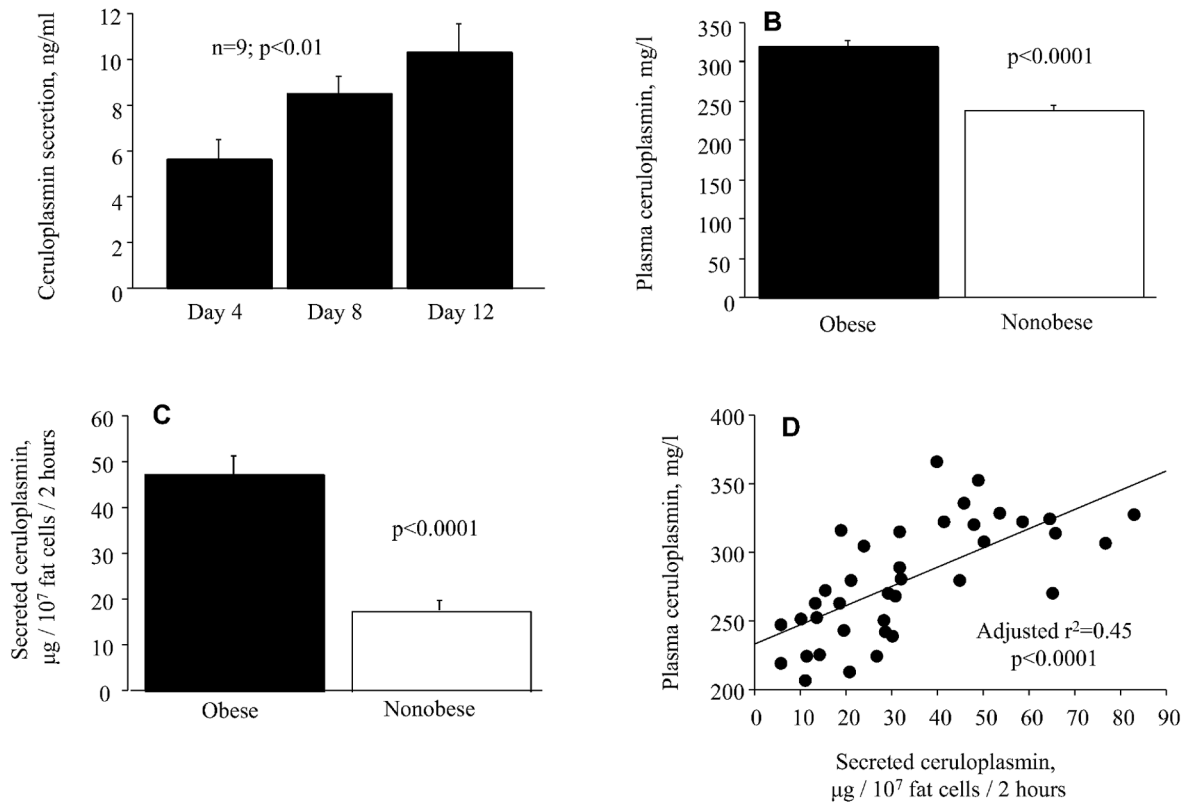 Ceruloplasmin secretion, ng/ml
12
10
8
6
4
2
0
n=9; p<0.01
Day 4
Day 8
Day 12
B
Plasma ceruloplasmin, mg/l
350
300
250
200
150
100
50
0
p<0.0001
Obese
Nonobese
C
Secreted ceruloplasmin,
µg / 10⁷ fat cells / 2 hours
60
50
40
30
20
10
0
p<0.0001
Obese
Nonobese
D
Plasma ceruloplasmin, mg/l
400
350
300
250
200
Adjusted r²=0.45
p<0.0001
0 10 20 30 40 50 60 70 80 90
Secreted ceruloplasmin,
µg / 10⁷ fat cells / 2 hours